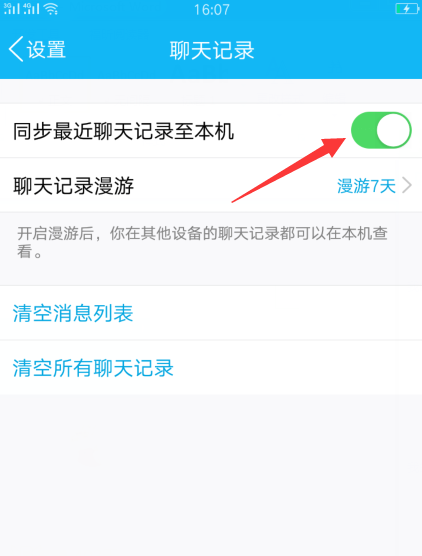 3G 4G 16:07
设置 聊天记录
同步最近聊天记录至本机
聊天记录漫游 漫游7天
开启漫游后，你在其他设备的聊天记录都可以在本机查
看。
清空消息列表
清空所有聊天记录